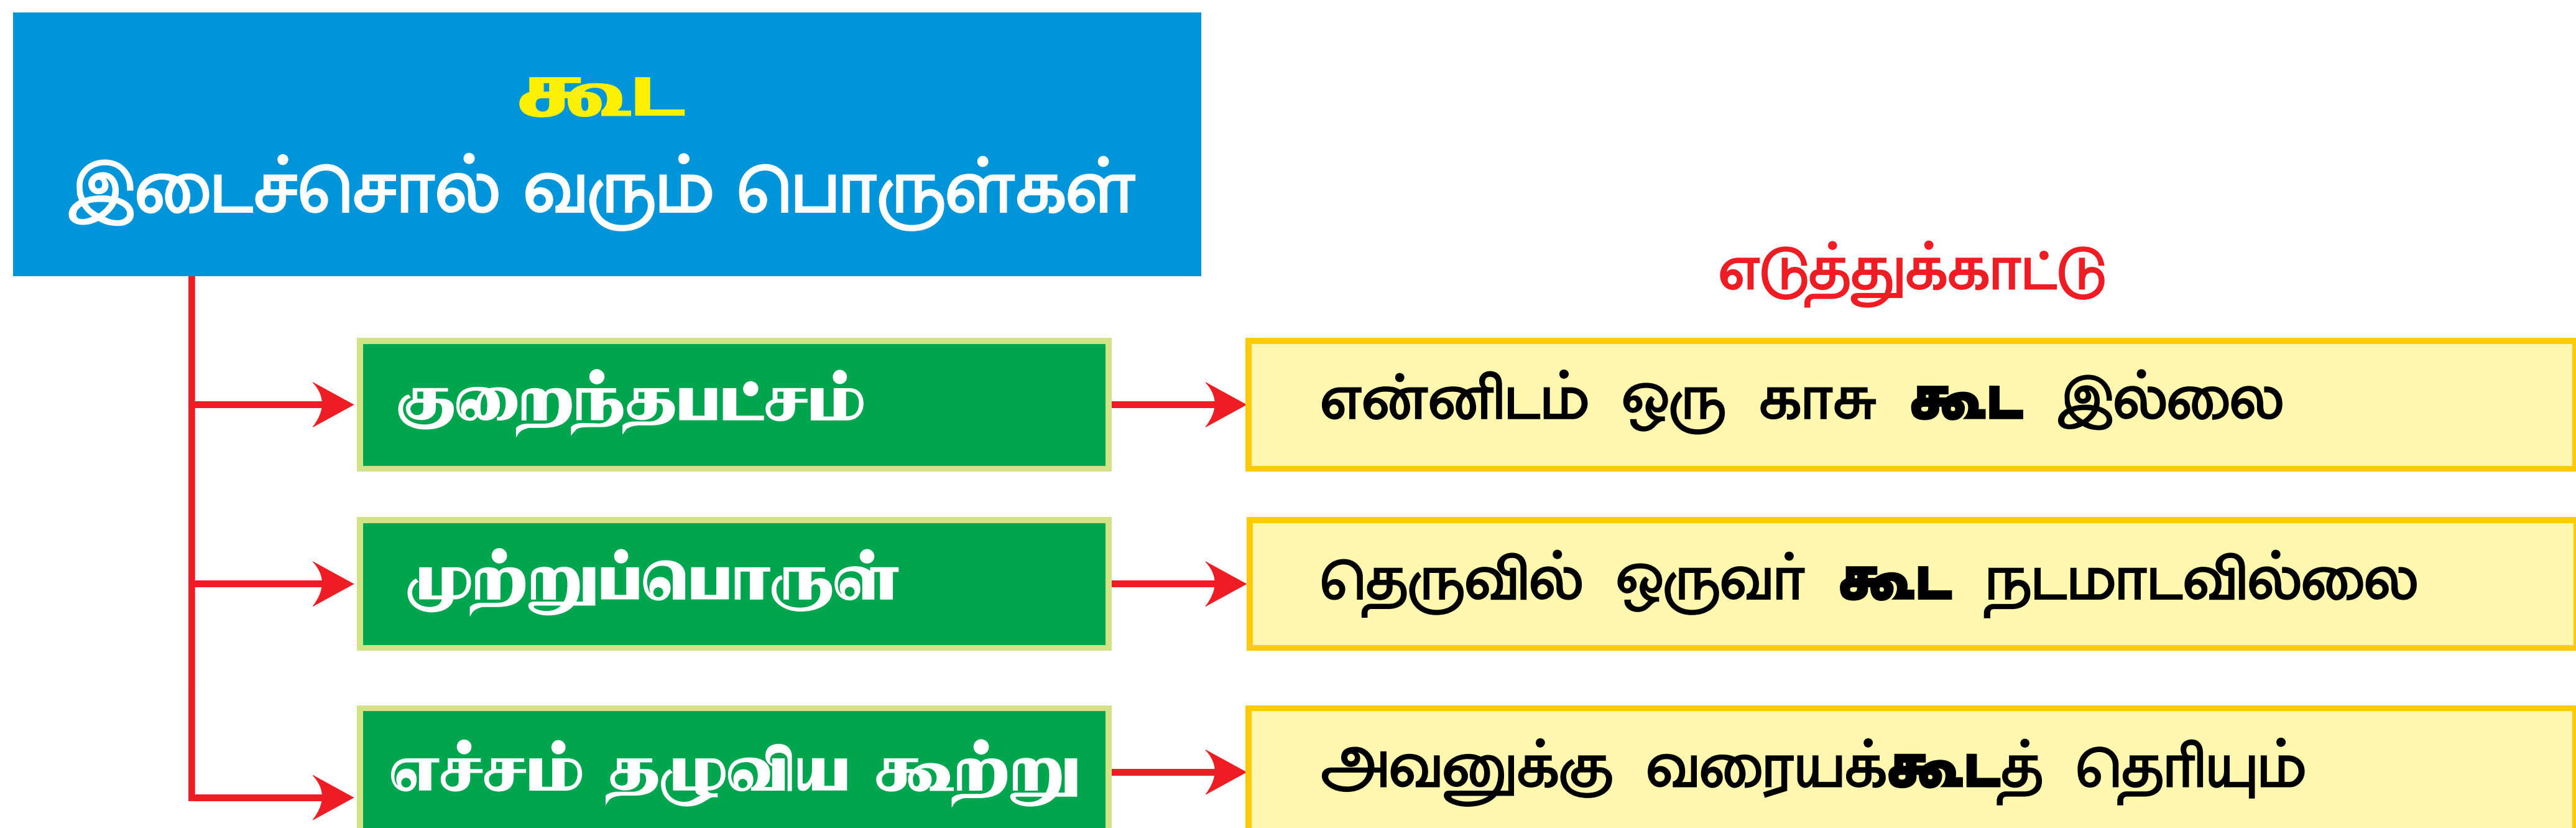 கூட
இடைச்சொல் வரும் பொருள்கள்
எடுத்துக்காட்டு
குறைந்தபட்சம்
என்னிடம் ஒரு காசு கூட இல்லை
முற்றுப்பொருள்
தெருவில் ஒருவர் கூட நடமாடவில்லை
எச்சம் தழுவிய கூற்று
அவனுக்கு வரையக்கூடத் தெரியும்